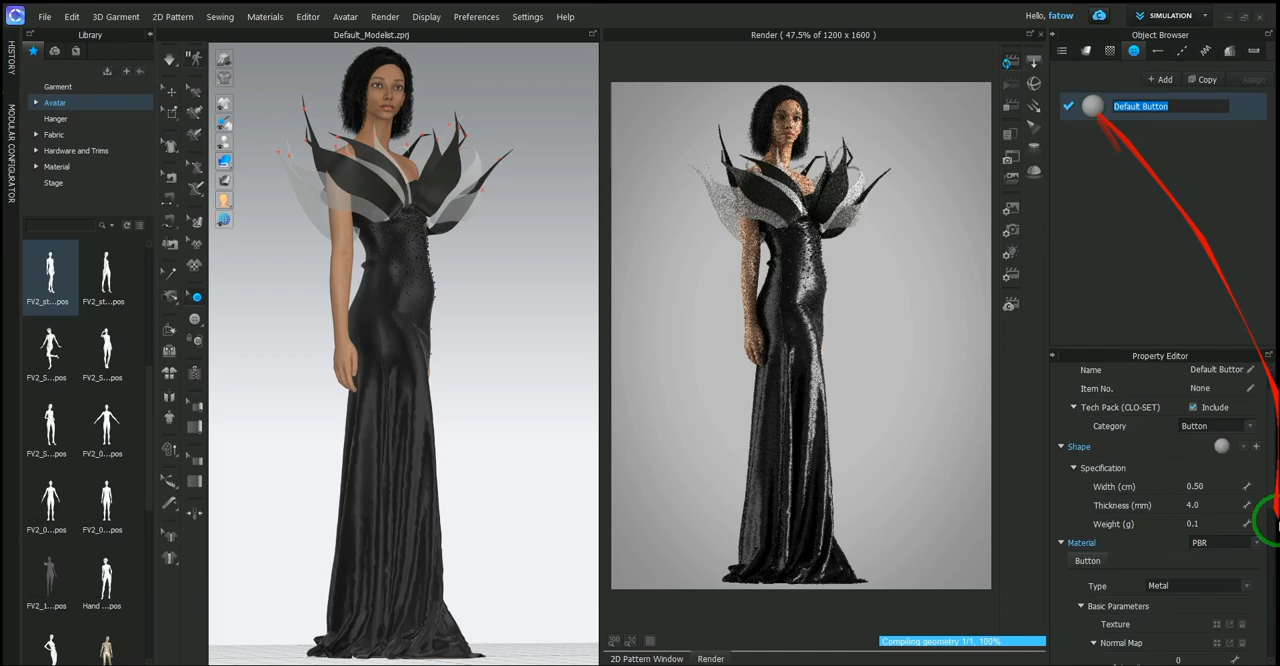 File Edit 3D Garment 2D Pattern Sewing Materials Editor Avatar Render Display Preferences Settings Help
Hello, fatow
SIMULATION
Library
Default_Modelist.zprj
Render ( 47.5% of 1200 x 1600 )
Object Browser
HISTORY
MODULAR CONFIGURATOR
Garment
Avatar
Hanger
Fabric
Hardware and Trims
Material
Stage
FV2_st...pos FV2_st...pos
FV2_S...pos FV2_S...pos
FV2_S...pos FV2_0...pos
FV2_0...pos FV2_0...pos
FV2_1...pos Hand ...pos
+ Add Copy Assign
Default Button
Property Editor
Name Default Button
Item No. None
Tech Pack (CLO-SET) Include
Category Button
Shape
Specification
Width (cm) 0.50
Thickness (mm) 4.0
Weight (g) 0.1
Material PBR
Button
Type Metal
Basic Parameters
Texture
Normal Map
0
Compiling geometry 1/1, 100%
2D Pattern Window Render